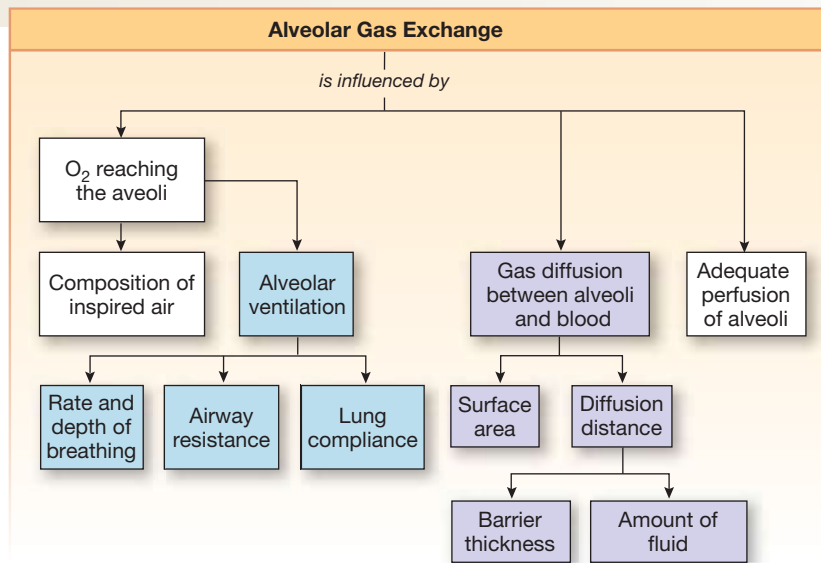 Alveolar Gas Exchange
is influenced by
O₂ reaching
the aveoli
Composition of
inspired air
Alveolar
ventilation
Gas diffusion
between alveoli
and blood
Adequate
perfusion
of alveoli
Rate and
depth of
breathing
Airway
resistance
Lung
compliance
Surface
area
Diffusion
distance
Barrier
thickness
Amount of
fluid